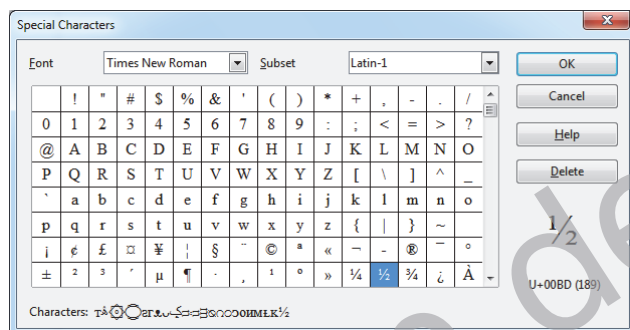 Special Characters
Font Times New Roman Subset Latin-1 OK
! " # $ % & ' ( ) * + , - . / Cancel
0 1 2 3 4 5 6 7 8 9 : ; < = > ? Help
@ A B C D E F G H I J K L M N O
P Q R S T U V W X Y Z [ \ ] ^ _ Delete
` a b c d e f g h i j k l m n o
p q r s t u v w x y z { | } ~
¡ ¢ £ ¤ ¥ ¦ § ¨ © ª « ¬ - ® ¯ °
± ² ³ ´ µ ¶ · ¸ ¹ º » ¼ ½ ¾ ¿ À
½
U+00BD (189)
Characters: